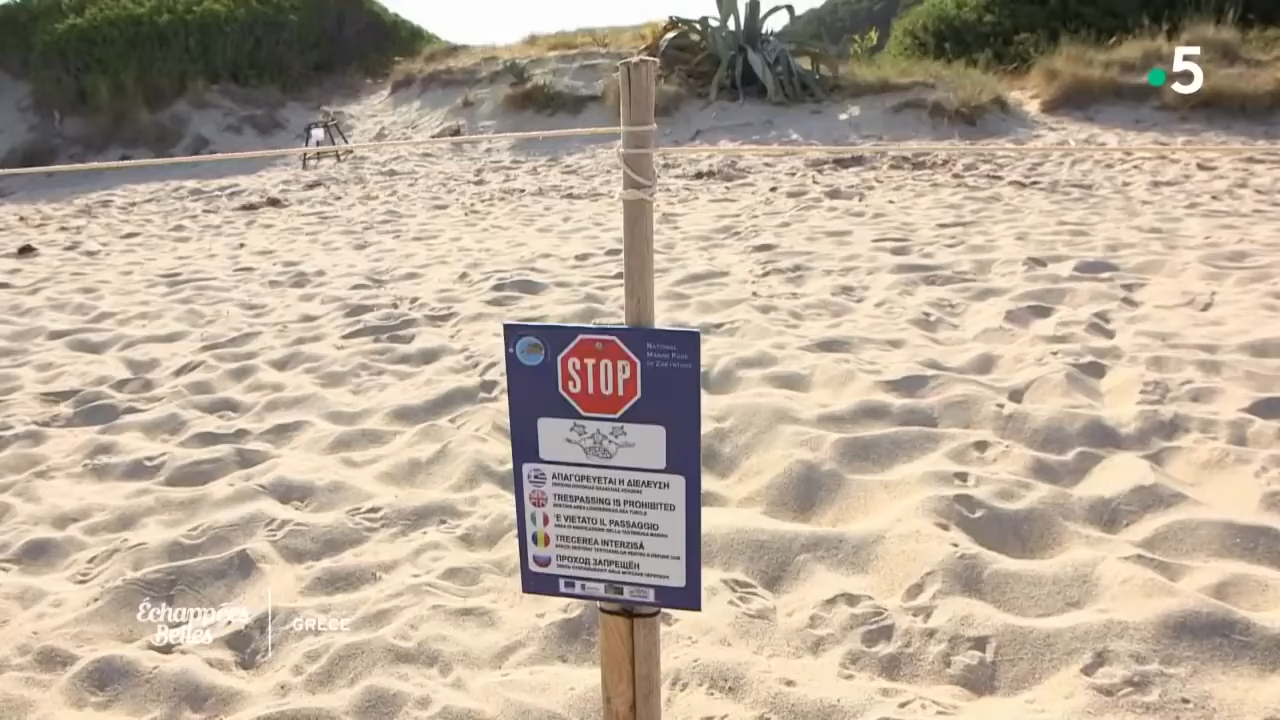 5
STOP
NATIONAL
MARINE PARK
OF ZAKYNTHOS
ΑΠΑΓΟΡΕΥΕΤΑΙ Η ΔΙΕΛΕΥΣΗ
TRESPASSING IS PROHIBITED
'E VIETATO IL PASSAGGIO
TRECEREA INTERZISĂ
ПРОХОД ЗАПРЕЩЁН
Échappées
Belles
GRÈCE